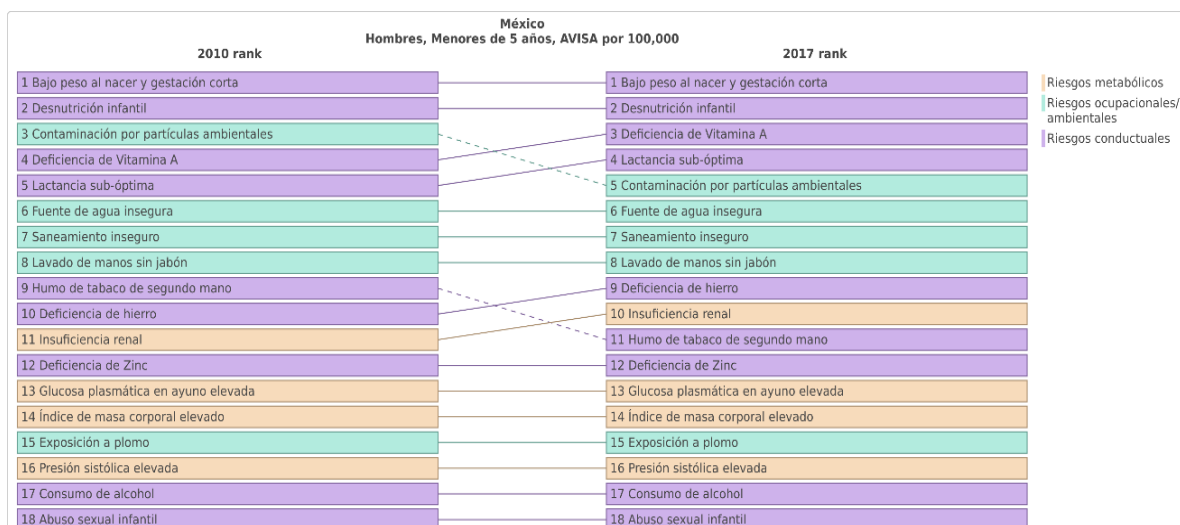 México
Hombres, Menores de 5 años, AVISA por 100,000
2010 rank
2017 rank
1 Bajo peso al nacer y gestación corta
2 Desnutrición infantil
3 Contaminación por partículas ambientales
4 Deficiencia de Vitamina A
5 Lactancia sub-óptima
6 Fuente de agua insegura
7 Saneamiento inseguro
8 Lavado de manos sin jabón
9 Humo de tabaco de segundo mano
10 Deficiencia de hierro
11 Insuficiencia renal
12 Deficiencia de Zinc
13 Glucosa plasmática en ayuno elevada
14 Índice de masa corporal elevado
15 Exposición a plomo
16 Presión sistólica elevada
17 Consumo de alcohol
18 Abuso sexual infantil
1 Bajo peso al nacer y gestación corta
2 Desnutrición infantil
3 Deficiencia de Vitamina A
4 Lactancia sub-óptima
5 Contaminación por partículas ambientales
6 Fuente de agua insegura
7 Saneamiento inseguro
8 Lavado de manos sin jabón
9 Deficiencia de hierro
10 Insuficiencia renal
11 Humo de tabaco de segundo mano
12 Deficiencia de Zinc
13 Glucosa plasmática en ayuno elevada
14 Índice de masa corporal elevado
15 Exposición a plomo
16 Presión sistólica elevada
17 Consumo de alcohol
18 Abuso sexual infantil
Riesgos metabólicos
Riesgos ocupacionales/
ambientales
Riesgos conductuales